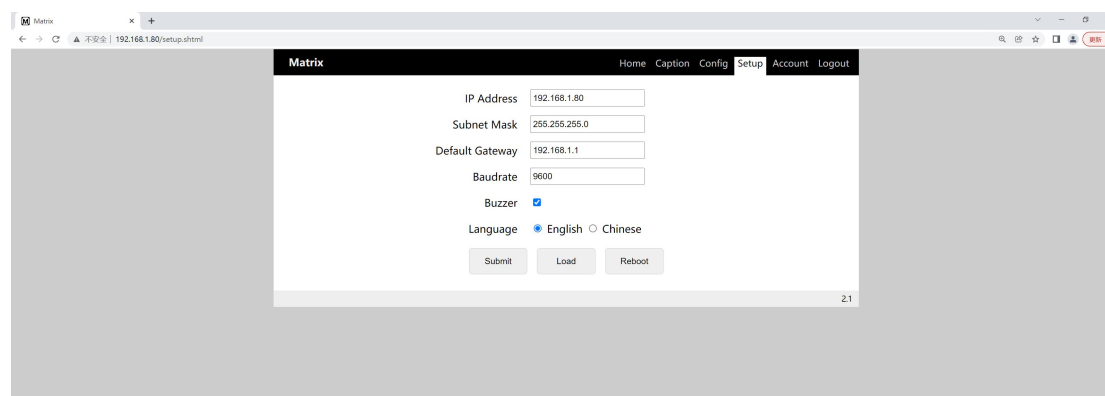 M Matrix
不安全 192.168.1.80/setup.shtml
更新
Matrix Home Caption Config Setup Account Logout
IP Address 192.168.1.80
Subnet Mask 255.255.255.0
Default Gateway 192.168.1.1
Baudrate 9600
Buzzer
Language English Chinese
Submit Load Reboot
2.1